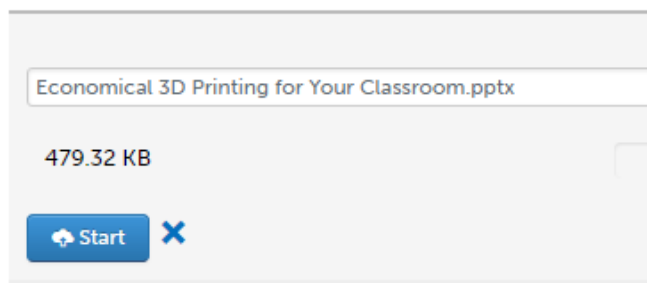 Economical 3D Printing for Your Classroom.pptx
479.32 KB
Start